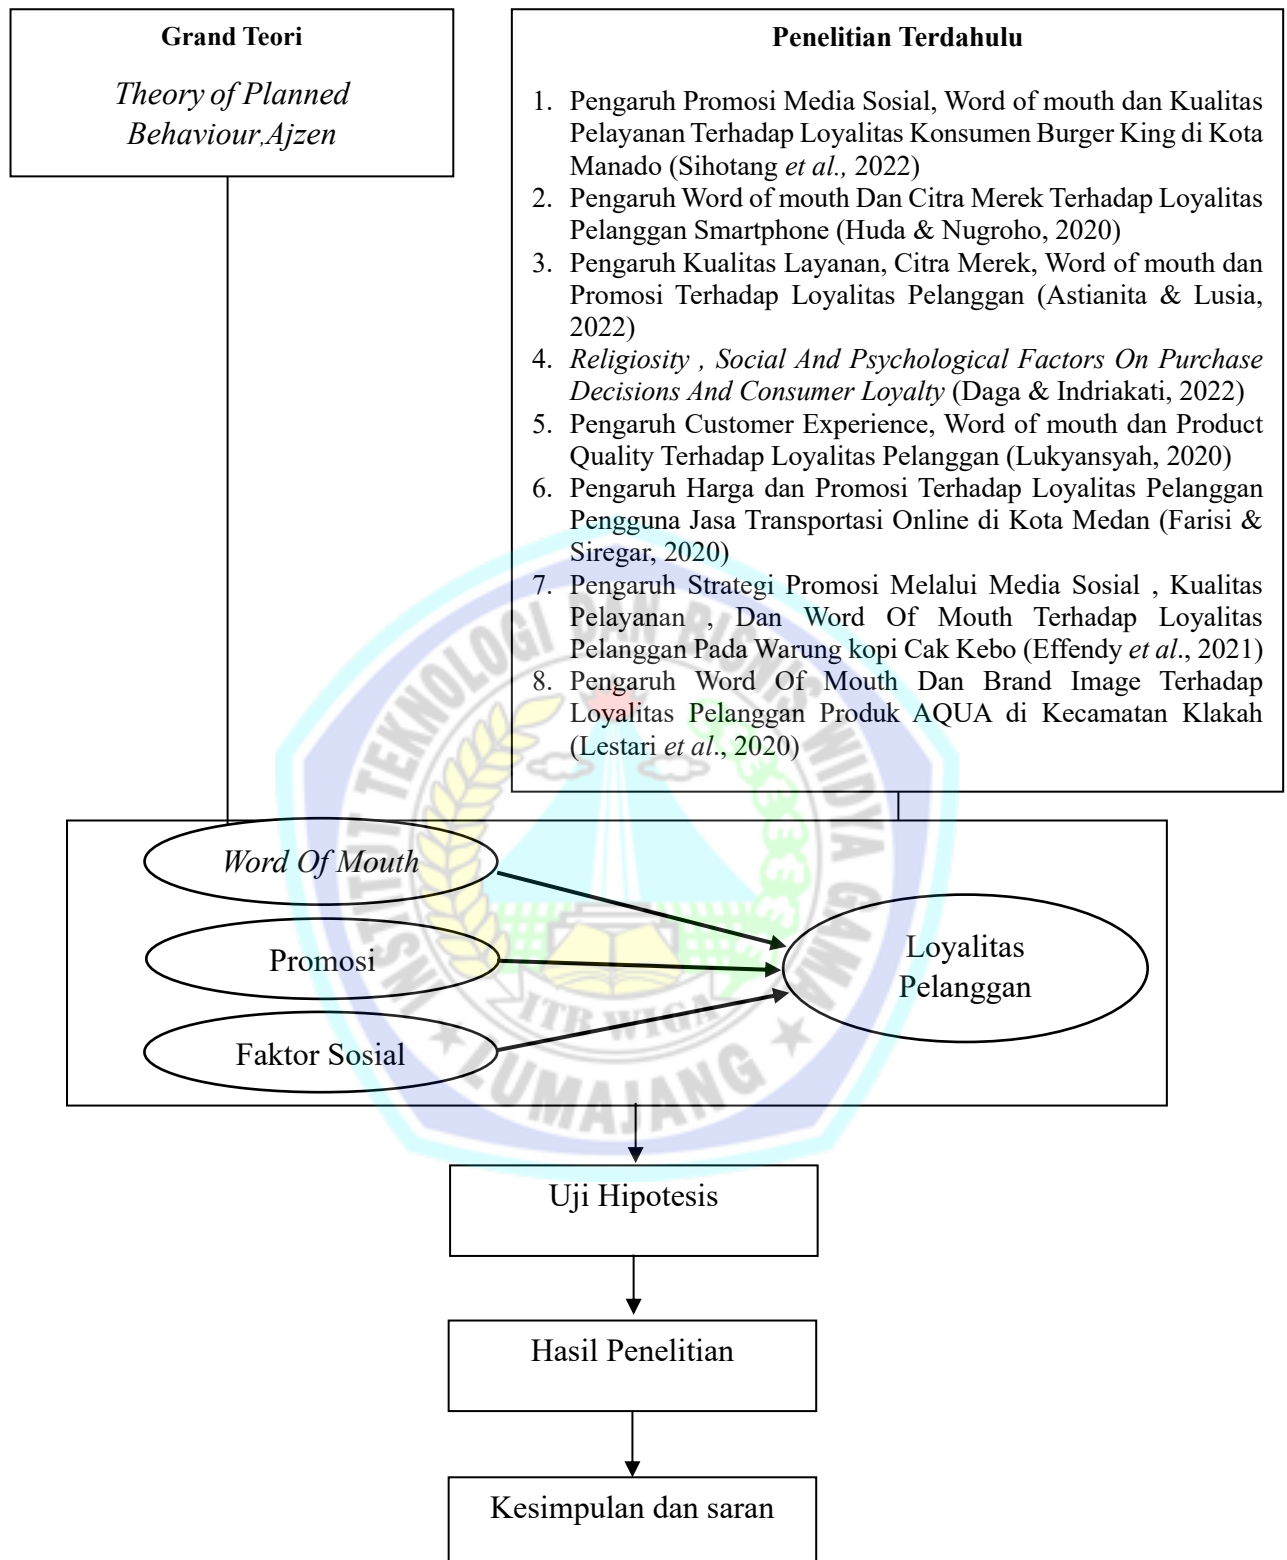 Grand Teori
Theory of Planned
Behaviour,Ajzen
Penelitian Terdahulu
1. Pengaruh Promosi Media Sosial, Word of mouth dan Kualitas
Pelayanan Terhadap Loyalitas Konsumen Burger King di Kota
Manado (Sihotang et al., 2022)
2. Pengaruh Word of mouth Dan Citra Merek Terhadap Loyalitas
Pelanggan Smartphone (Huda & Nugroho, 2020)
3. Pengaruh Kualitas Layanan, Citra Merek, Word of mouth dan
Promosi Terhadap Loyalitas Pelanggan (Astianita & Lusia,
2022)
4. Religiosity , Social And Psychological Factors On Purchase
Decisions And Consumer Loyalty (Daga & Indriakati, 2022)
5. Pengaruh Customer Experience, Word of mouth dan Product
Quality Terhadap Loyalitas Pelanggan (Lukyansyah, 2020)
6. Pengaruh Harga dan Promosi Terhadap Loyalitas Pelanggan
Pengguna Jasa Transportasi Online di Kota Medan (Farisi &
Siregar, 2020)
7. Pengaruh Strategi Promosi Melalui Media Sosial , Kualitas
Pelayanan , Dan Word Of Mouth Terhadap Loyalitas
Pelanggan Pada Warung kopi Cak Kebo (Effendy et al., 2021)
8. Pengaruh Word Of Mouth Dan Brand Image Terhadap
Loyalitas Pelanggan Produk AQUA di Kecamatan Klakah
(Lestari et al., 2020)
INSTITUT TEKNOLOGI DAN BISNIS WIDYA GAMA
Word Of Mouth
Promosi
Faktor Sosial
Loyalitas
Pelanggan
ITB WIGA
LUMAJANG
Uji Hipotesis
Hasil Penelitian
Kesimpulan dan saran